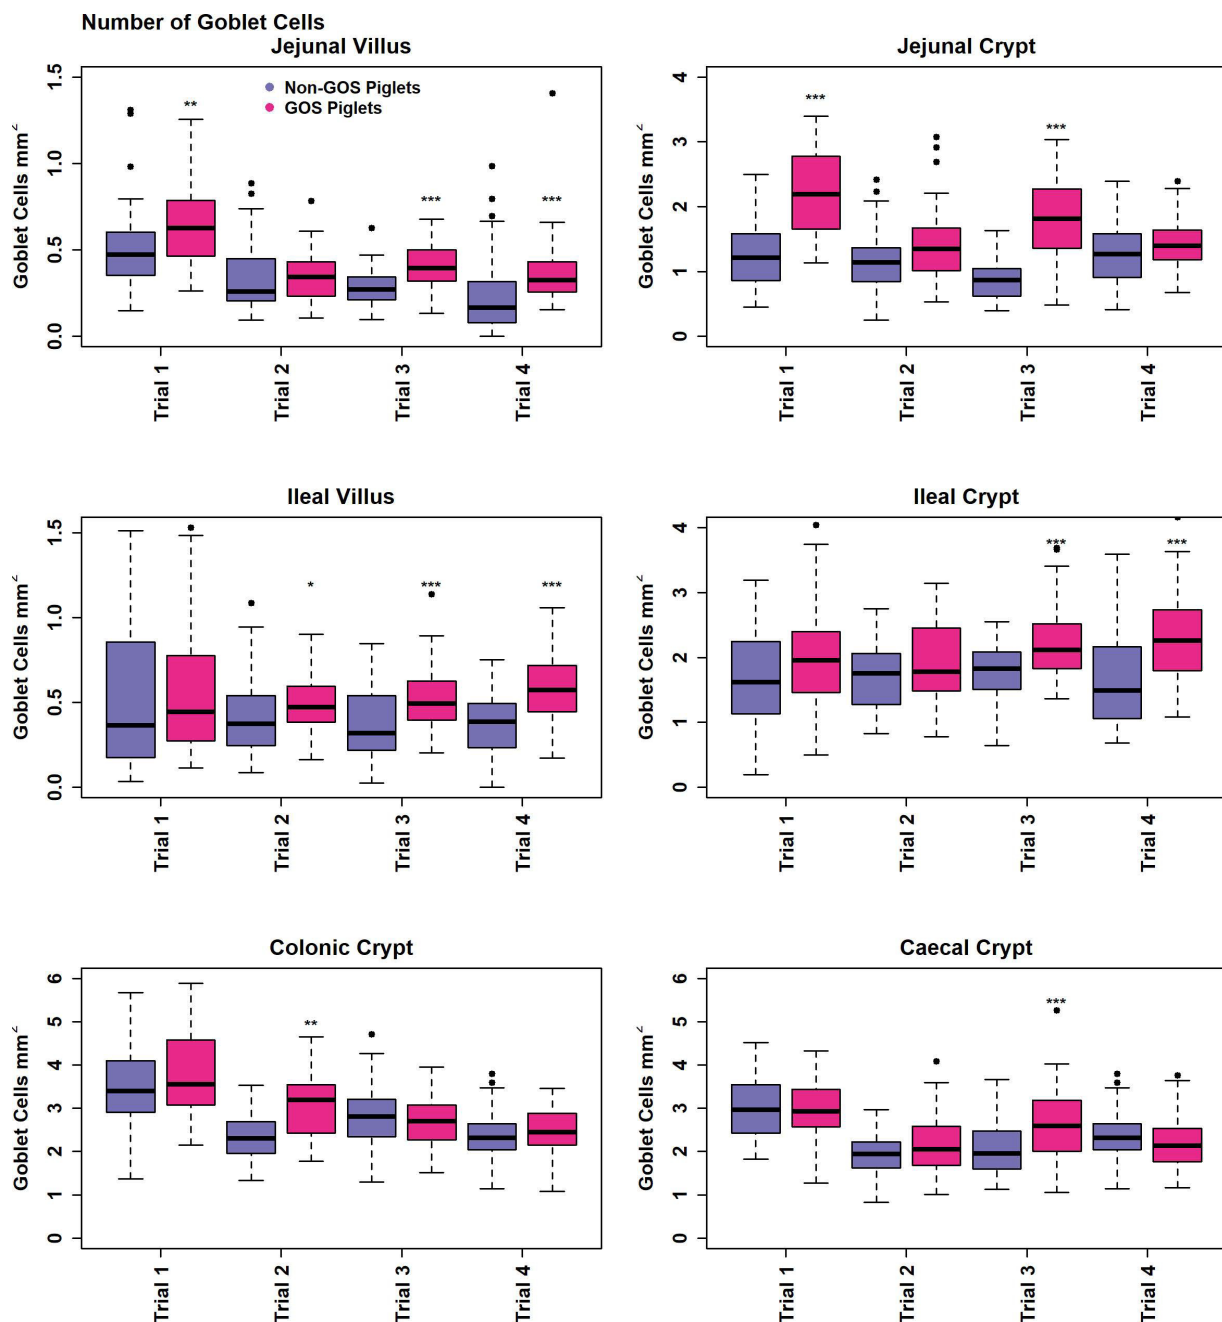 Number of Goblet Cells
Jejunal Villus
Goblet Cells mm²
0.0
0.5
1.0
1.5
Non-GOS Piglets
GOS Piglets
**
***
***
Trial 1
Trial 2
Trial 3
Trial 4
Jejunal Crypt
Goblet Cells mm²
0
1
2
3
4
***
***
Trial 1
Trial 2
Trial 3
Trial 4
Ileal Villus
Goblet Cells mm²
0.0
0.5
1.0
1.5
*
***
***
Trial 1
Trial 2
Trial 3
Trial 4
Ileal Crypt
Goblet Cells mm²
0
1
2
3
4
***
***
Trial 1
Trial 2
Trial 3
Trial 4
Colonic Crypt
Goblet Cells mm²
0
1
2
3
4
5
6
**
Trial 1
Trial 2
Trial 3
Trial 4
Caecal Crypt
Goblet Cells mm²
0
1
2
3
4
5
6
***
Trial 1
Trial 2
Trial 3
Trial 4